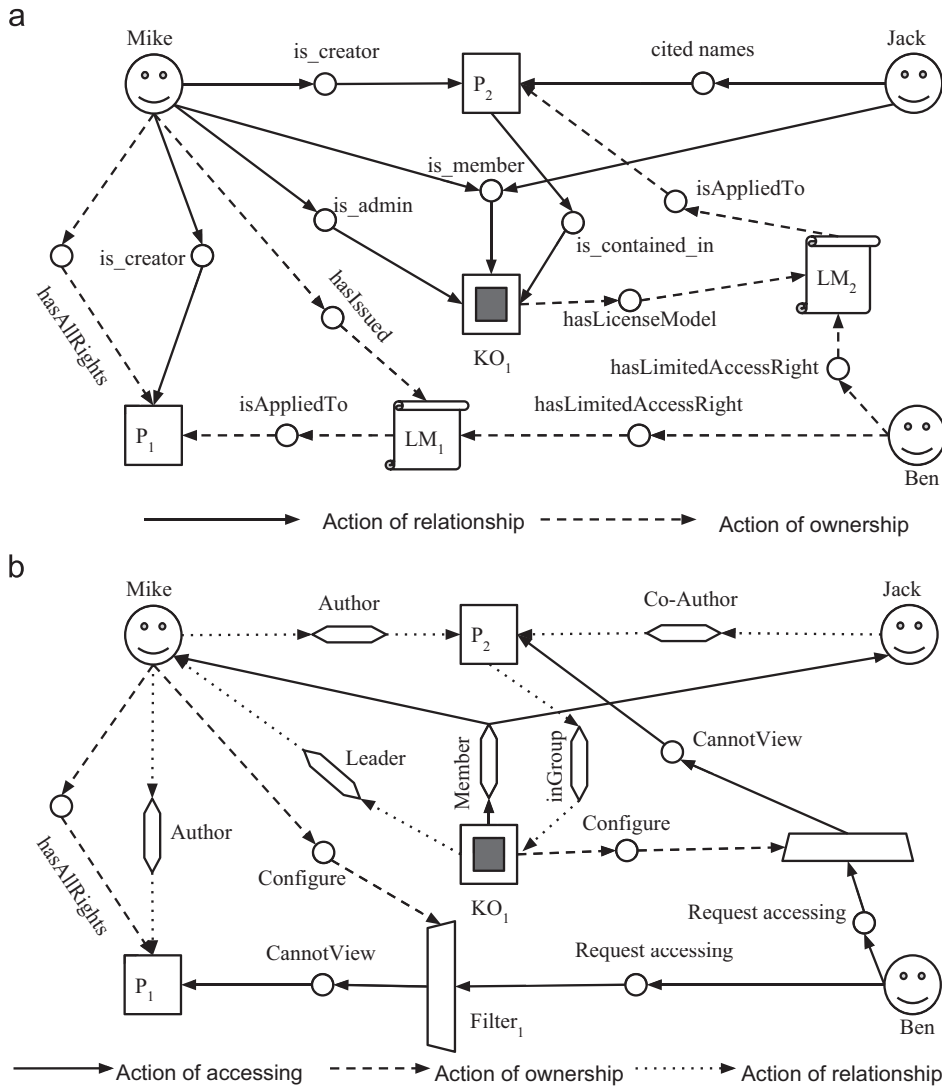 a
Mike
Jack
is_creator
cited names
P2
is_member
isAppliedTo
is_admin
is_creator
is_contained_in
LM2
hasAllRights
hasIssued
hasLicenseModel
KO1
hasLimitedAccessRight
isAppliedTo
hasLimitedAccessRight
P1
LM1
Ben
Action of relationship
Action of ownership
b
Mike
Jack
Author
Co-Author
P2
CannotView
Leader
Member
inGroup
Author
Configure
hasAllRights
Configure
KO1
Request accessing
CannotView
Request accessing
P1
Filter1
Ben
Action of accessing
Action of ownership
Action of relationship